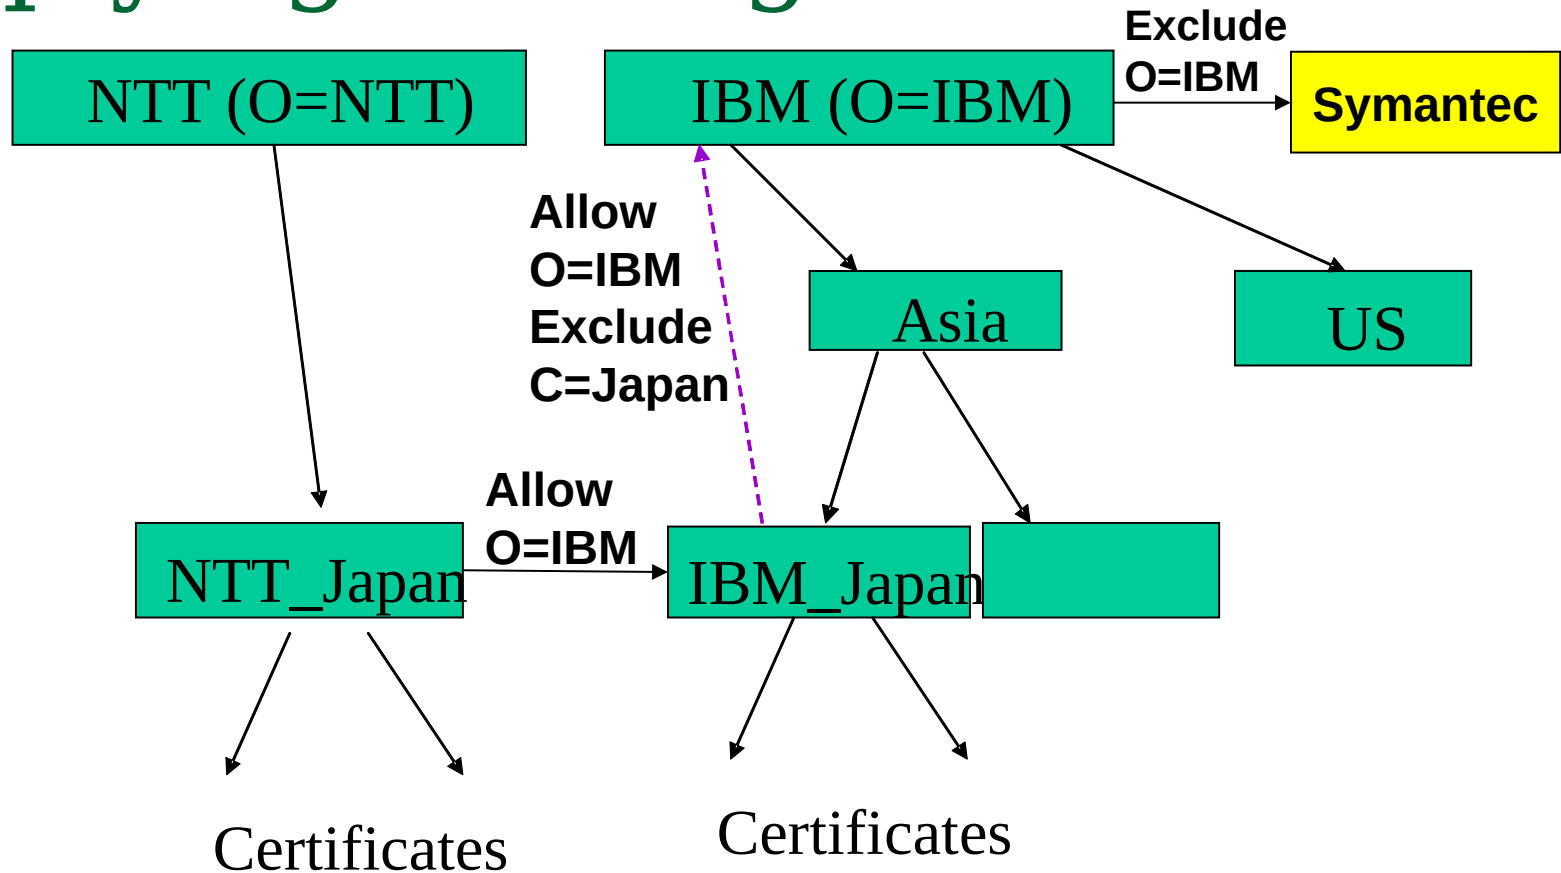 Exclude
O=IBM
NTT (O=NTT)
IBM (O=IBM)
Symantec
Allow
O=IBM
Exclude
C=Japan
Asia
US
Allow
O=IBM
NTT_Japan
IBM_Japan
Certificates
Certificates